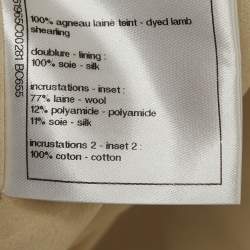 100% agneau laine teint - dyed lamb
shearling
doublure - lining :
100% soie - silk
incrustations - inset :
77% laine - wool
12% polyamide - polyamide
11% soie - silk
incrustations 2 - inset 2 :
100% coton - cotton